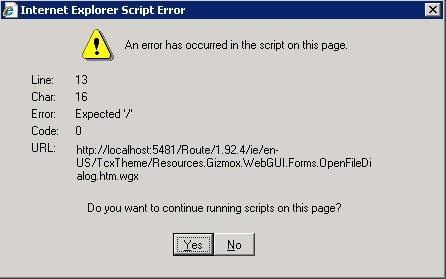 Internet Explorer Script Error
An error has occurred in the script on this page.
Line: 13
Char: 16
Error: Expected '/'
Code: 0
URL: http://localhost:5481/Route/1.92.4/ie/en-
US/TcxTheme/Resources.Gizmox.WebGUI.Forms.OpenFileDi
alog.htm.wgx
Do you want to continue running scripts on this page?
Yes No